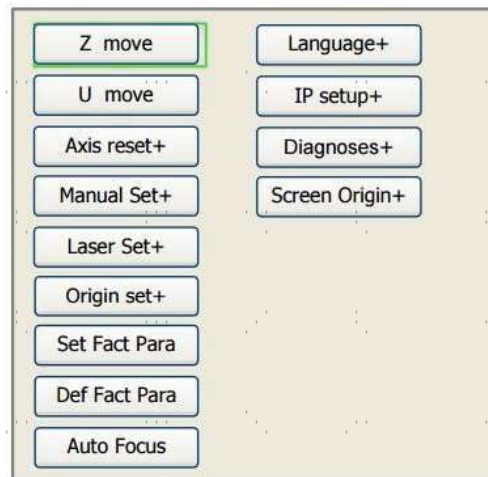 Z move
U move
Axis reset+
Manual Set+
Laser Set+
Origin set+
Set Fact Para
Def Fact Para
Auto Focus
Language+
IP setup+
Diagnoses+
Screen Origin+